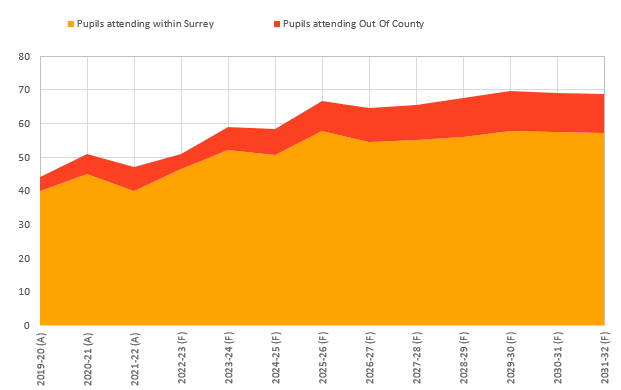 Pupils attending within Surrey
Pupils attending Out Of County
80
70
60
50
40
30
20
10
0
2019-20 (A)
2020-21 (A)
2021-22 (A)
2022-23 (F)
2023-24 (F)
2024-25 (F)
2025-26 (F)
2026-27 (F)
2027-28 (F)
2028-29 (F)
2029-30 (F)
2030-31 (F)
2031-32 (F)